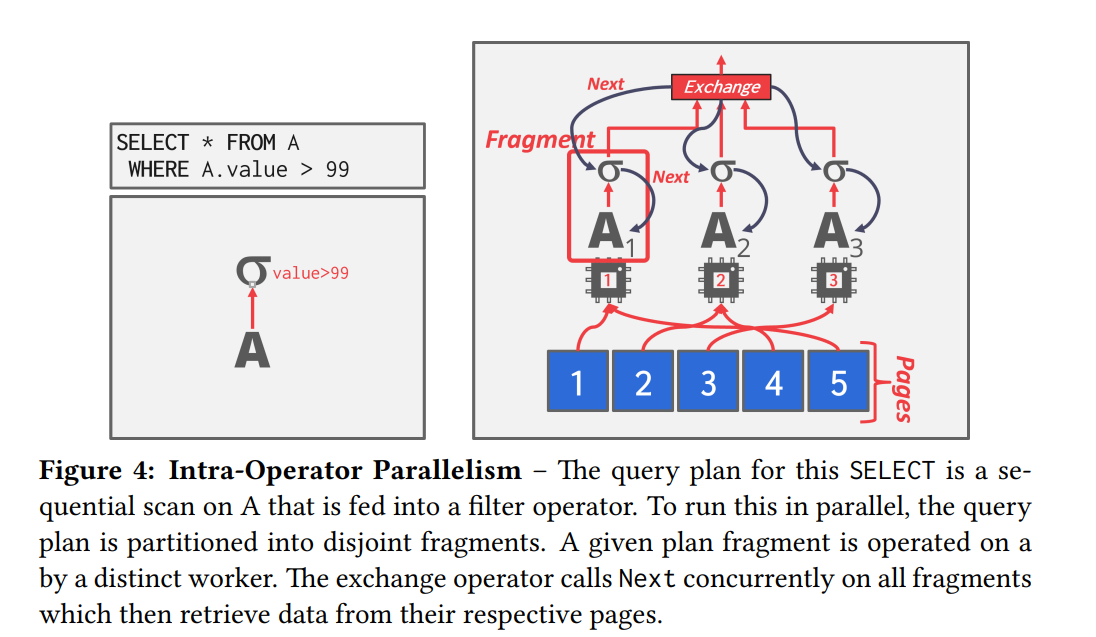 SELECT * FROM A
WHERE A.value > 99
σ value>99
A
Next
Exchange
Fragment
σ Next σ σ
A1 A2 A3
1 2 3
1 2 3 4 5
Pages
Figure 4: Intra-Operator Parallelism – The query plan for this SELECT is a se-
quential scan on A that is fed into a filter operator. To run this in parallel, the query
plan is partitioned into disjoint fragments. A given plan fragment is operated on a
by a distinct worker. The exchange operator calls Next concurrently on all fragments
which then retrieve data from their respective pages.